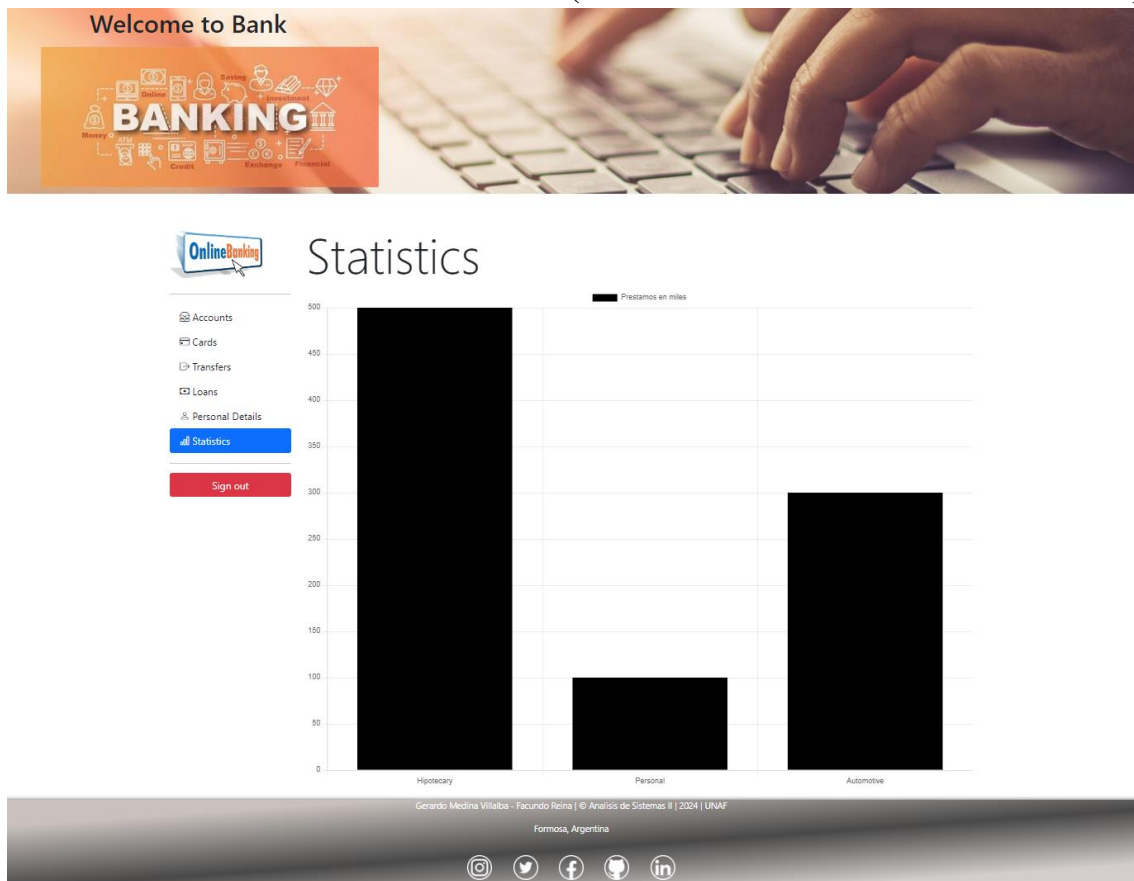 Welcome to Bank
Saving
Online
Investment
BANKING
Money
ATM
Credit
Exchange
Financial
OnlineBanking
Statistics
Accounts
Cards
Transfers
Loans
Personal Details
Statistics
Sign out
Prestamos en miles
500
450
400
350
300
250
200
150
100
50
0
Hipotecary
Personal
Automotive
Gerardo Medina Villalba - Facundo Reina | © Analisis de Sistemas II | 2024 | UNAF
Formosa, Argentina